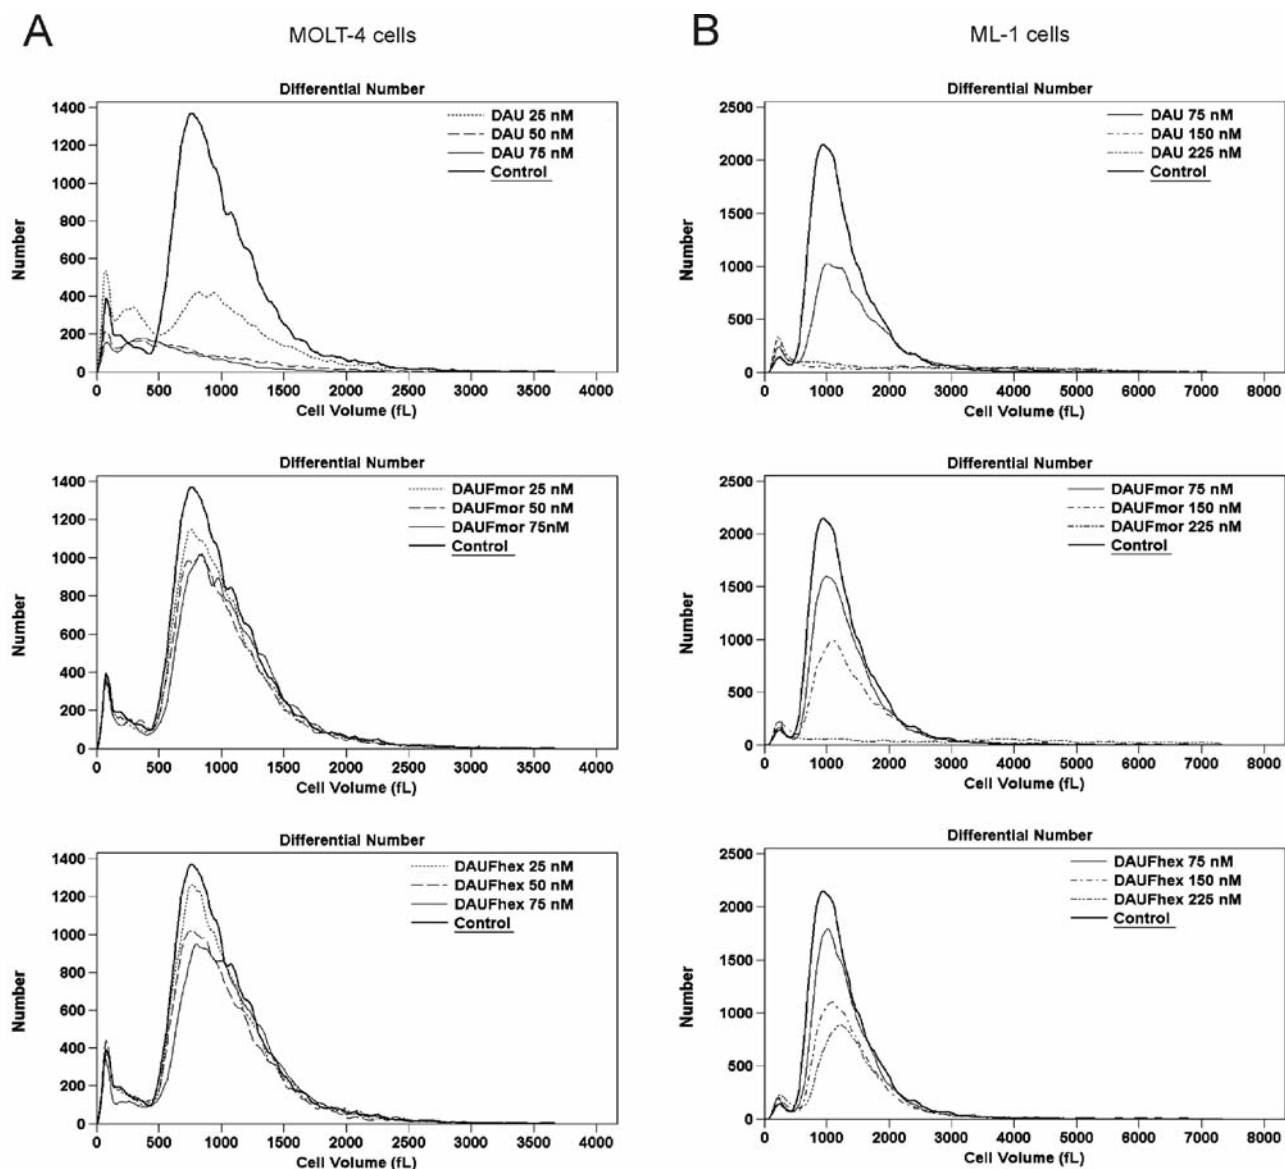 A
MOLT-4 cells
Differential Number
DAU 25 nM
DAU 50 nM
DAU 75 nM
Control
Number
1400
1200
1000
800
600
400
200
0
0 500 1000 1500 2000 2500 3000 3500 4000
Cell Volume (fL)
Differential Number
DAUFmor 25 nM
DAUFmor 50 nM
DAUFmor 75nM
Control
Number
1400
1200
1000
800
600
400
200
0
0 500 1000 1500 2000 2500 3000 3500 4000
Cell Volume (fL)
Differential Number
DAUFhex 25 nM
DAUFhex 50 nM
DAUFhex 75 nM
Control
Number
1400
1200
1000
800
600
400
200
0
0 500 1000 1500 2000 2500 3000 3500 4000
Cell Volume (fL)
B
ML-1 cells
Differential Number
DAU 75 nM
DAU 150 nM
DAU 225 nM
Control
Number
2500
2000
1500
1000
500
0
0 1000 2000 3000 4000 5000 6000 7000 8000
Cell Volume (fL)
Differential Number
DAUFmor 75 nM
DAUFmor 150 nM
DAUFmor 225 nM
Control
Number
2500
2000
1500
1000
500
0
0 1000 2000 3000 4000 5000 6000 7000 8000
Cell Volume (fL)
Differential Number
DAUFhex 75 nM
DAUFhex 150 nM
DAUFhex 225 nM
Control
Number
2500
2000
1500
1000
500
0
0 1000 2000 3000 4000 5000 6000 7000 8000
Cell Volume (fL)